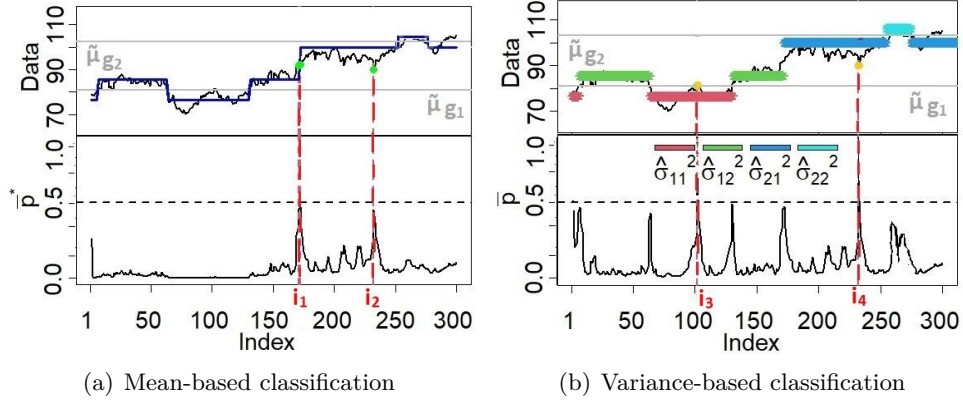 Data
70 90 110
μ̃ g2
μ̃ g1
p̄*
0.0 0.5 1.0
i1 i2
1 50 100 150 200 250 300
Index
(a) Mean-based classification
Data
70 90 110
μ̃ g2
μ̃ g1
σ̂11² σ̂12² σ̂21² σ̂22²
p̄
0.0 0.5 1.0
i3 i4
1 50 100 150 200 250 300
Index
(b) Variance-based classification